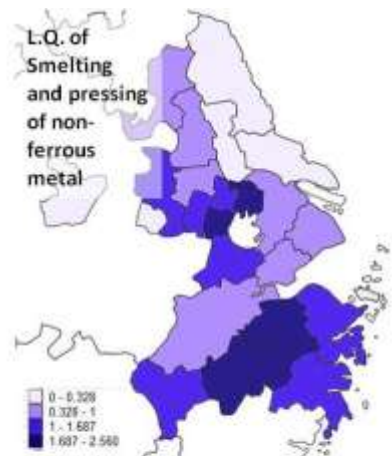 L.Q. of
Smelting
and pressing
of non-
ferrous
metal
0 - 0.328
0.328 - 1
1 - 1.687
1.687 - 2.560